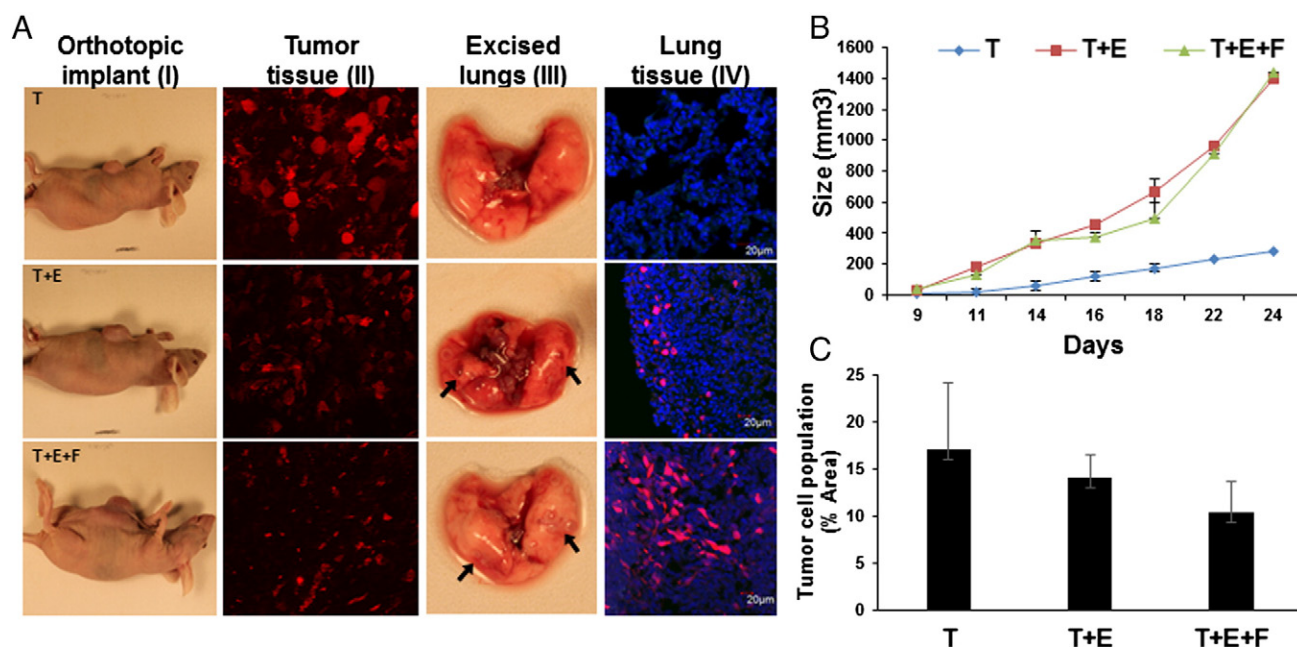 A
Orthotopic
implant (I)
Tumor
tissue (II)
Excised
lungs (III)
Lung
tissue (IV)
T
20µm
T+E
20µm
T+E+F
20µm
B
T T+E T+E+F
Size (mm3)
1600
1400
1200
1000
800
600
400
200
0
9 11 14 16 18 22 24
Days
C
Tumor cell population
(% Area)
25
20
15
10
5
0
T T+E T+E+F